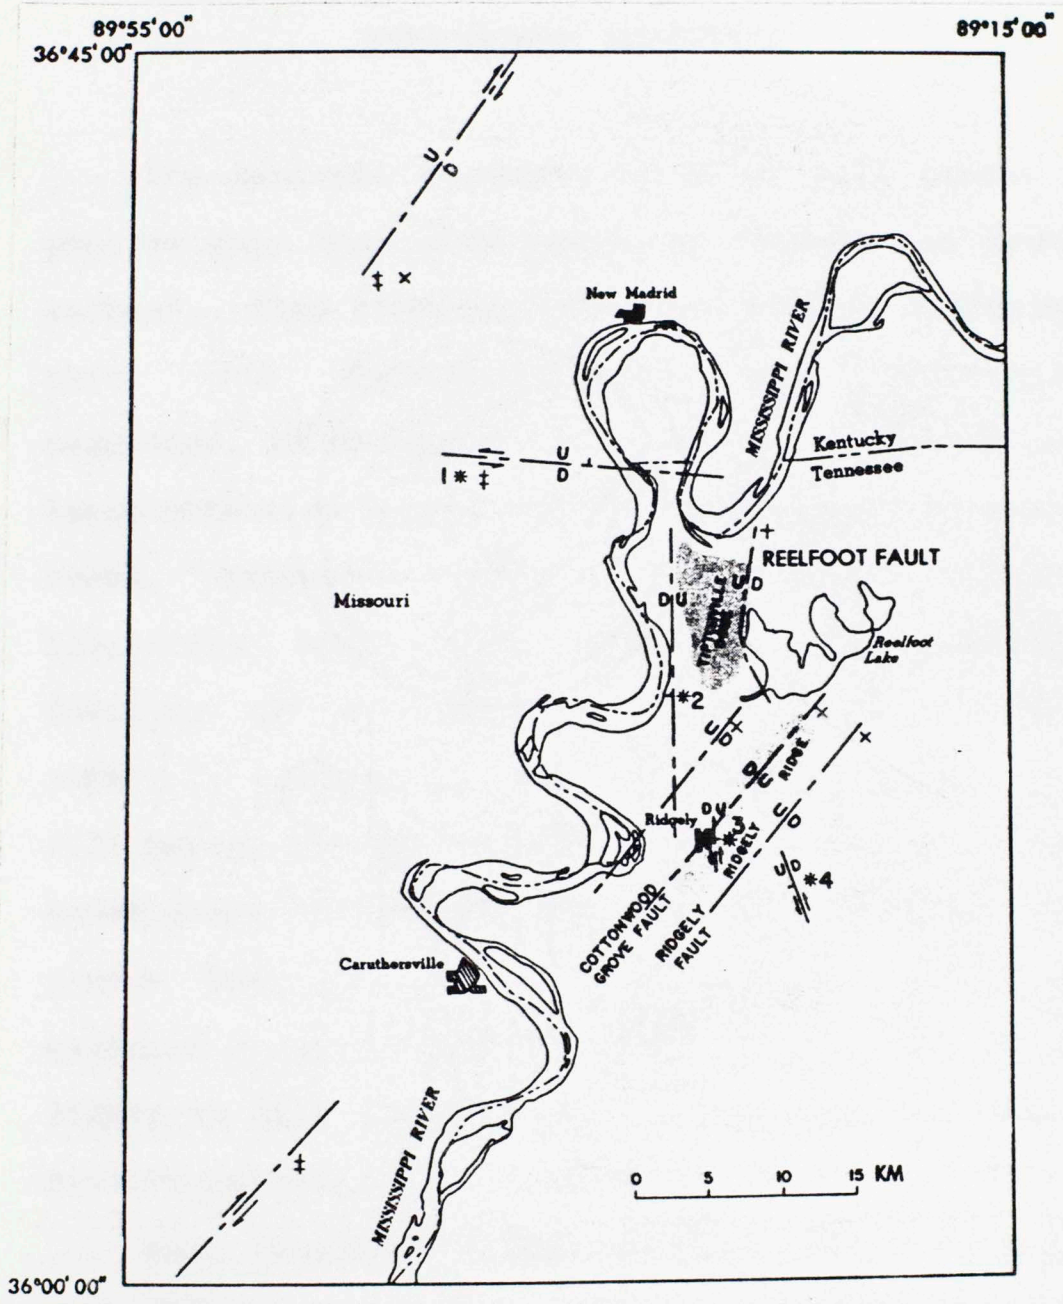 89°55'00"
89°15'00"
36°45'00"
U
D
‡ ×
New Madrid
MISSISSIPPI RIVER
Kentucky
Tennessee
U
D
1 * ‡
+
REELFOOT FAULT
D U
U D
TIPTONVILLE
Missouri
Reelfoot
Lake
*2
U
D
+
+
+
D
U
RIDGE
RIDGELY
Ridgely
D U
*3
U
D
U D
*4
COTTONWOOD
GROVE FAULT
RIDGELY
FAULT
Caruthersville
MISSISSIPPI RIVER
‡
0 5 10 15 KM
36°00'00"